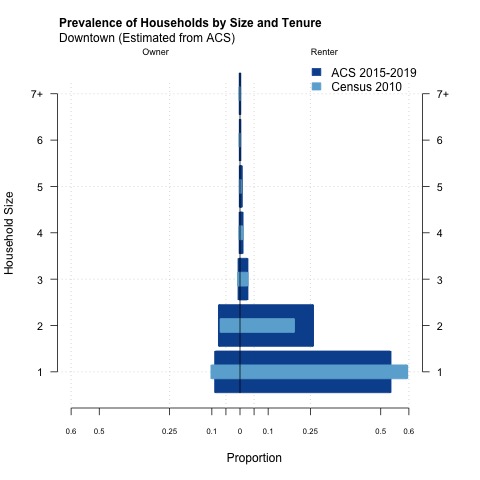 Prevalence of Households by Size and Tenure
Downtown (Estimated from ACS)
Owner Renter
ACS 2015-2019
Census 2010
7+ 7+
6 6
5 5
4 4
3 3
2 2
1 1
Household Size
0.6 0.5 0.25 0.1 0 0.1 0.25 0.5 0.6
Proportion